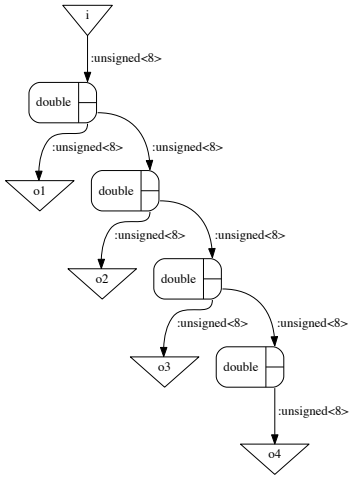 i
:unsigned<8>
double
:unsigned<8>
:unsigned<8>
o1
double
:unsigned<8>
:unsigned<8>
o2
double
:unsigned<8>
:unsigned<8>
o3
double
:unsigned<8>
o4